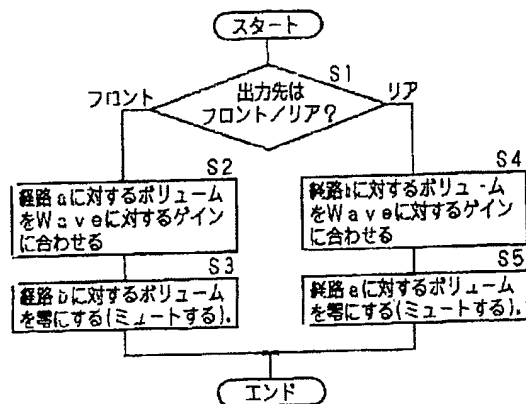 スタート
S1
出力先は
フロント/リア?
フロント
リア
S2
経路aに対するボリューム
をWaveに対するゲイン
に合わせる
S3
経路bに対するボリューム
を零にする(ミュートする).
S4
経路bに対するボリューム
をWaveに対するゲイン
に合わせる
S5
経路aに対するボリューム
を零にする(ミュートする).
エンド